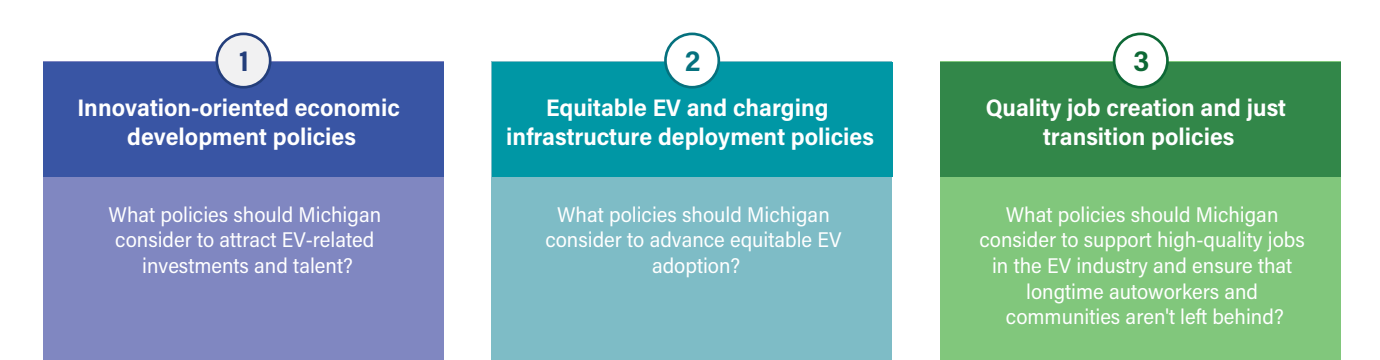 1
Innovation-oriented economic
development policies
What policies should Michigan
consider to attract EV-related
investments and talent?
2
Equitable EV and charging
infrastructure deployment policies
What policies should Michigan
consider to advance equitable EV
adoption?
3
Quality job creation and just
transition policies
What policies should Michigan
consider to support high-quality jobs
in the EV industry and ensure that
longtime autoworkers and
communities aren't left behind?